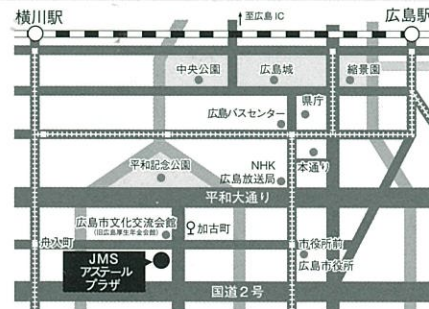 横川駅
至広島IC
広島駅
中央公園
広島城
縮景園
県庁
広島バスセンター
平和記念公園
NHK
広島放送局
本通り
平和大通り
広島市文化交流会館
(旧広島厚生年金会館)
加古町
舟入町
市役所前
広島市役所
JMS
アステール
プラザ
国道2号